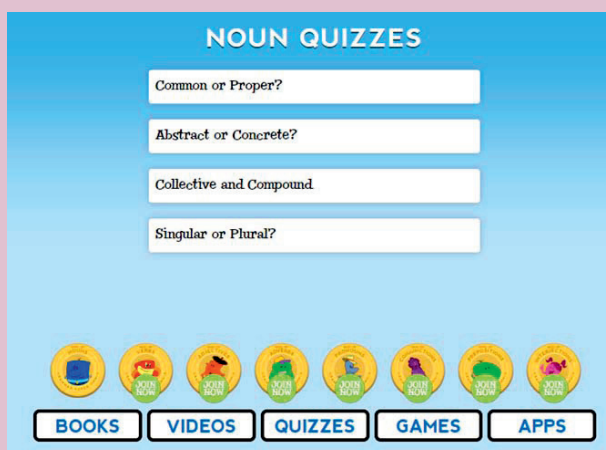 NOUN QUIZZES
Common or Proper?
Abstract or Concrete?
Collective and Compound
Singular or Plural?
JOIN NOW
JOIN NOW
JOIN NOW
JOIN NOW
JOIN NOW
JOIN NOW
JOIN NOW
BOOKS VIDEOS QUIZZES GAMES APPS